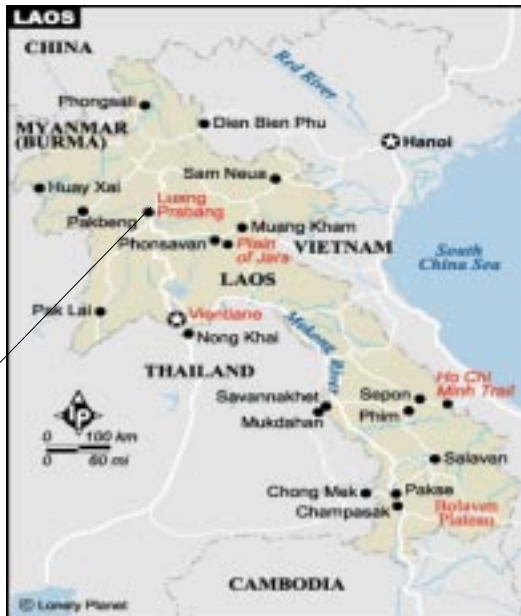 LAOS
CHINA
Red River
Phongsali
MYANMAR
(BURMA)
Dien Bien Phu
Hanoi
Sam Neua
Huay Xai
Luang
Prabang
Pakbeng
Muang Kham
Phonsavan
Plain
of Jars
VIETNAM
South
China Sea
LAOS
Pak Lai
Vientiane
Nong Khai
Mekong
River
THAILAND
Ho Chi
Minh Trail
Savannakhet
Sepon
Mukdahan
Phim
UP
0 100 km
0 60 mi
Salavan
Chong Mek
Pakse
Champasak
Bolaven
Plateau
CAMBODIA
© Lonely Planet